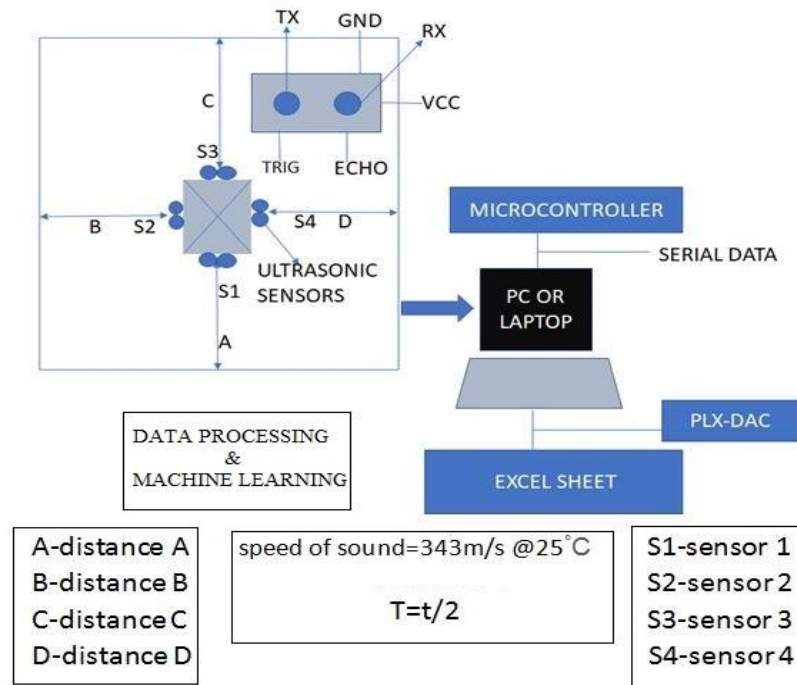 TX
GND
RX
C
VCC
S3
TRIG
ECHO
B
S2
S4
D
ULTRASONIC
SENSORS
S1
A
MICROCONTROLLER
SERIAL DATA
PC OR
LAPTOP
PLX-DAC
EXCEL SHEET
DATA PROCESSING
&
MACHINE LEARNING
A-distance A
B-distance B
C-distance C
D-distance D
speed of sound=343m/s @25°C
T=t/2
S1-sensor 1
S2-sensor 2
S3-sensor 3
S4-sensor 4